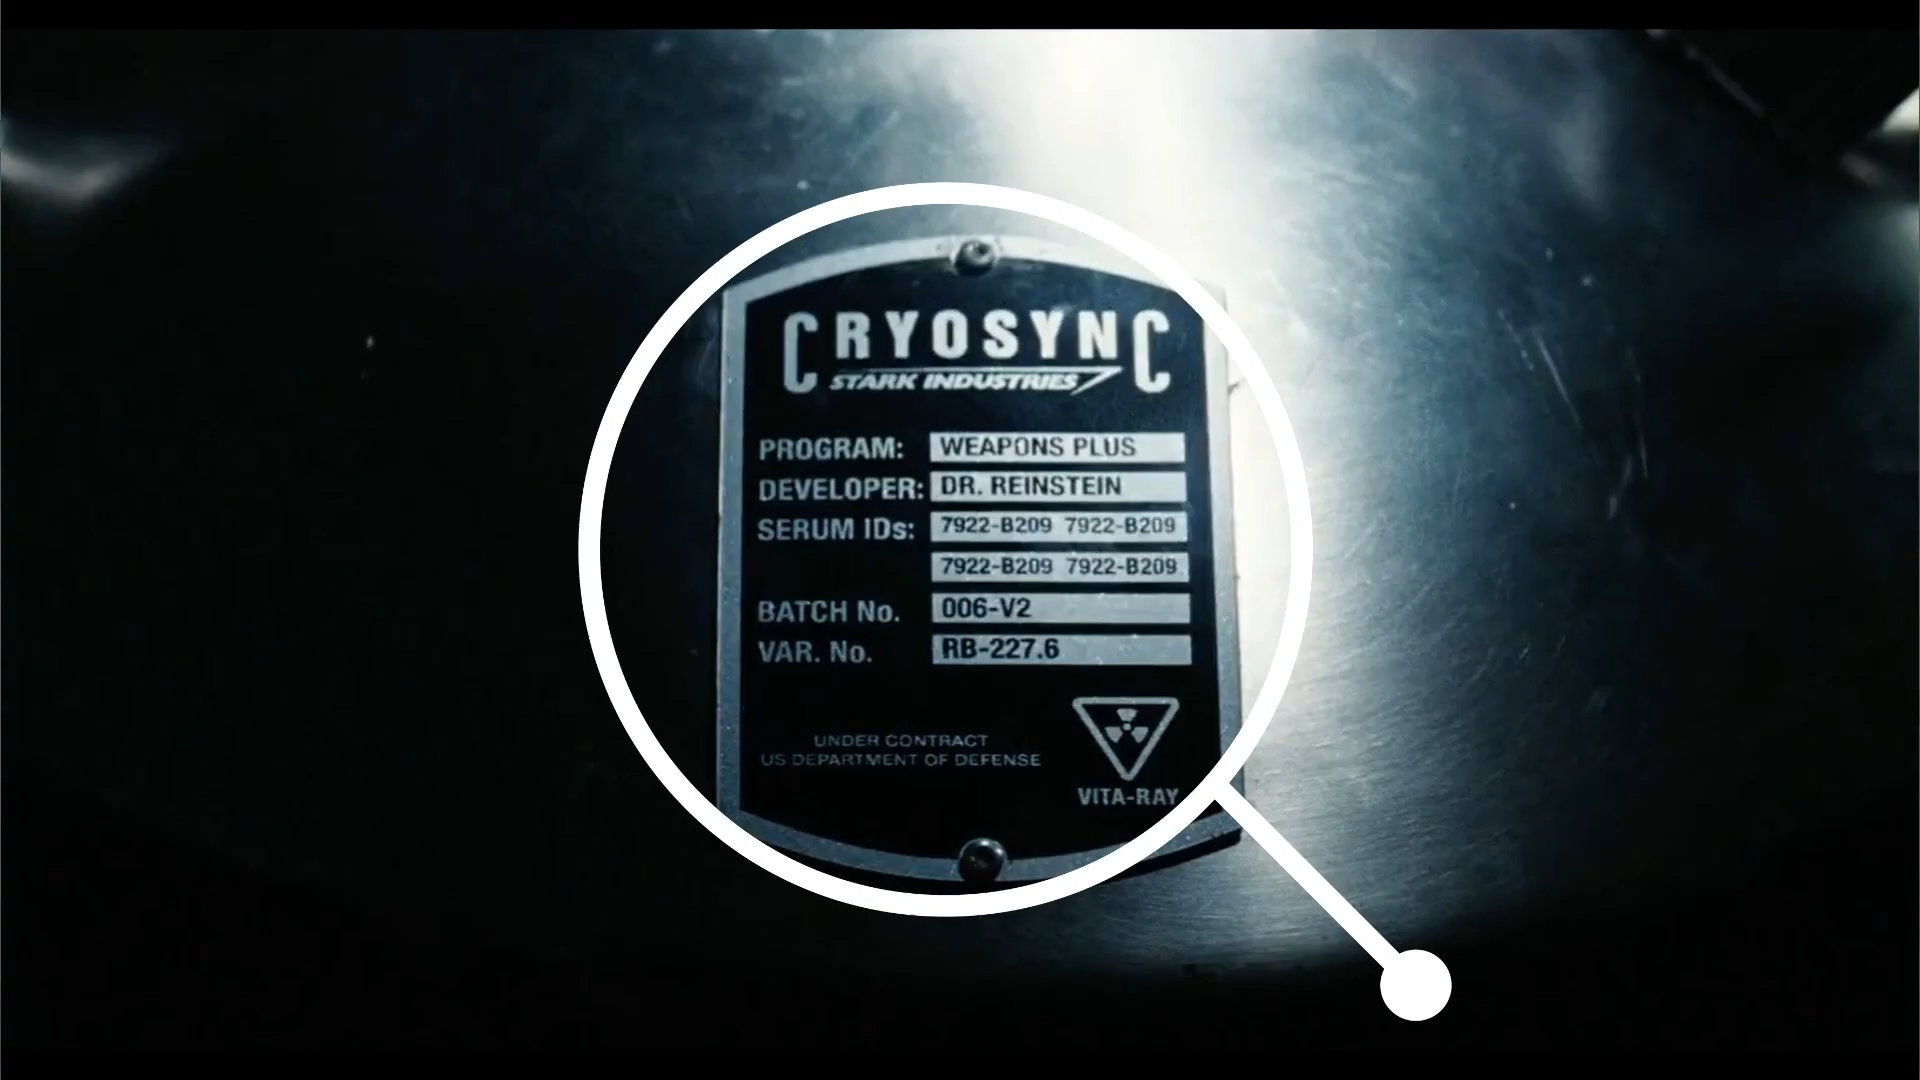 CRYOSYNC
STARK INDUSTRIES
PROGRAM: WEAPONS PLUS
DEVELOPER: DR. REINSTEIN
SERUM IDs: 7922-B209 7922-B209
7922-B209 7922-B209
BATCH No. 006-V2
VAR. No. RB-227.6
UNDER CONTRACT
US DEPARTMENT OF DEFENSE
VITA-RAY